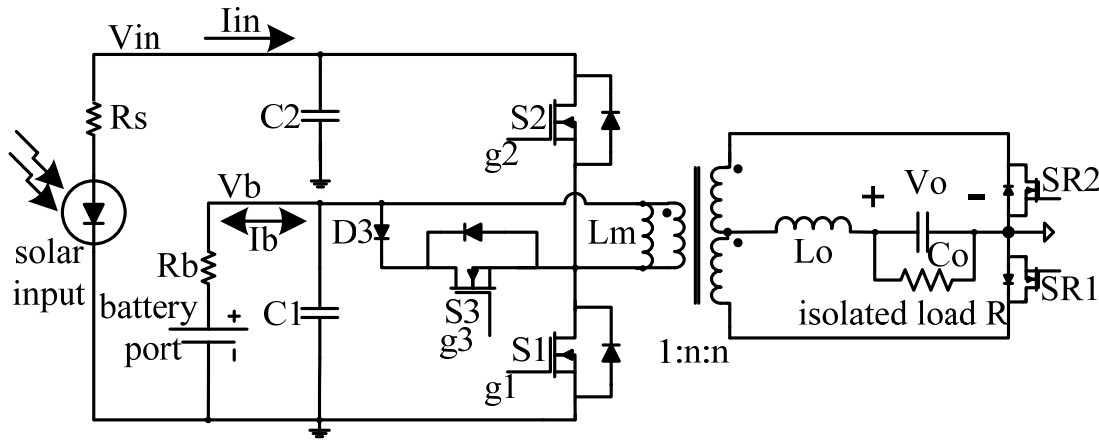 Vin
Iin
Rs
C2
S2
g2
solar
input
Vb
Ib
D3
Lm
Vo
+
-
SR2
Rb
battery
port
+
-
C1
S3
g3
S1
g1
Lo
Co
isolated load R
SR1
1:n:n